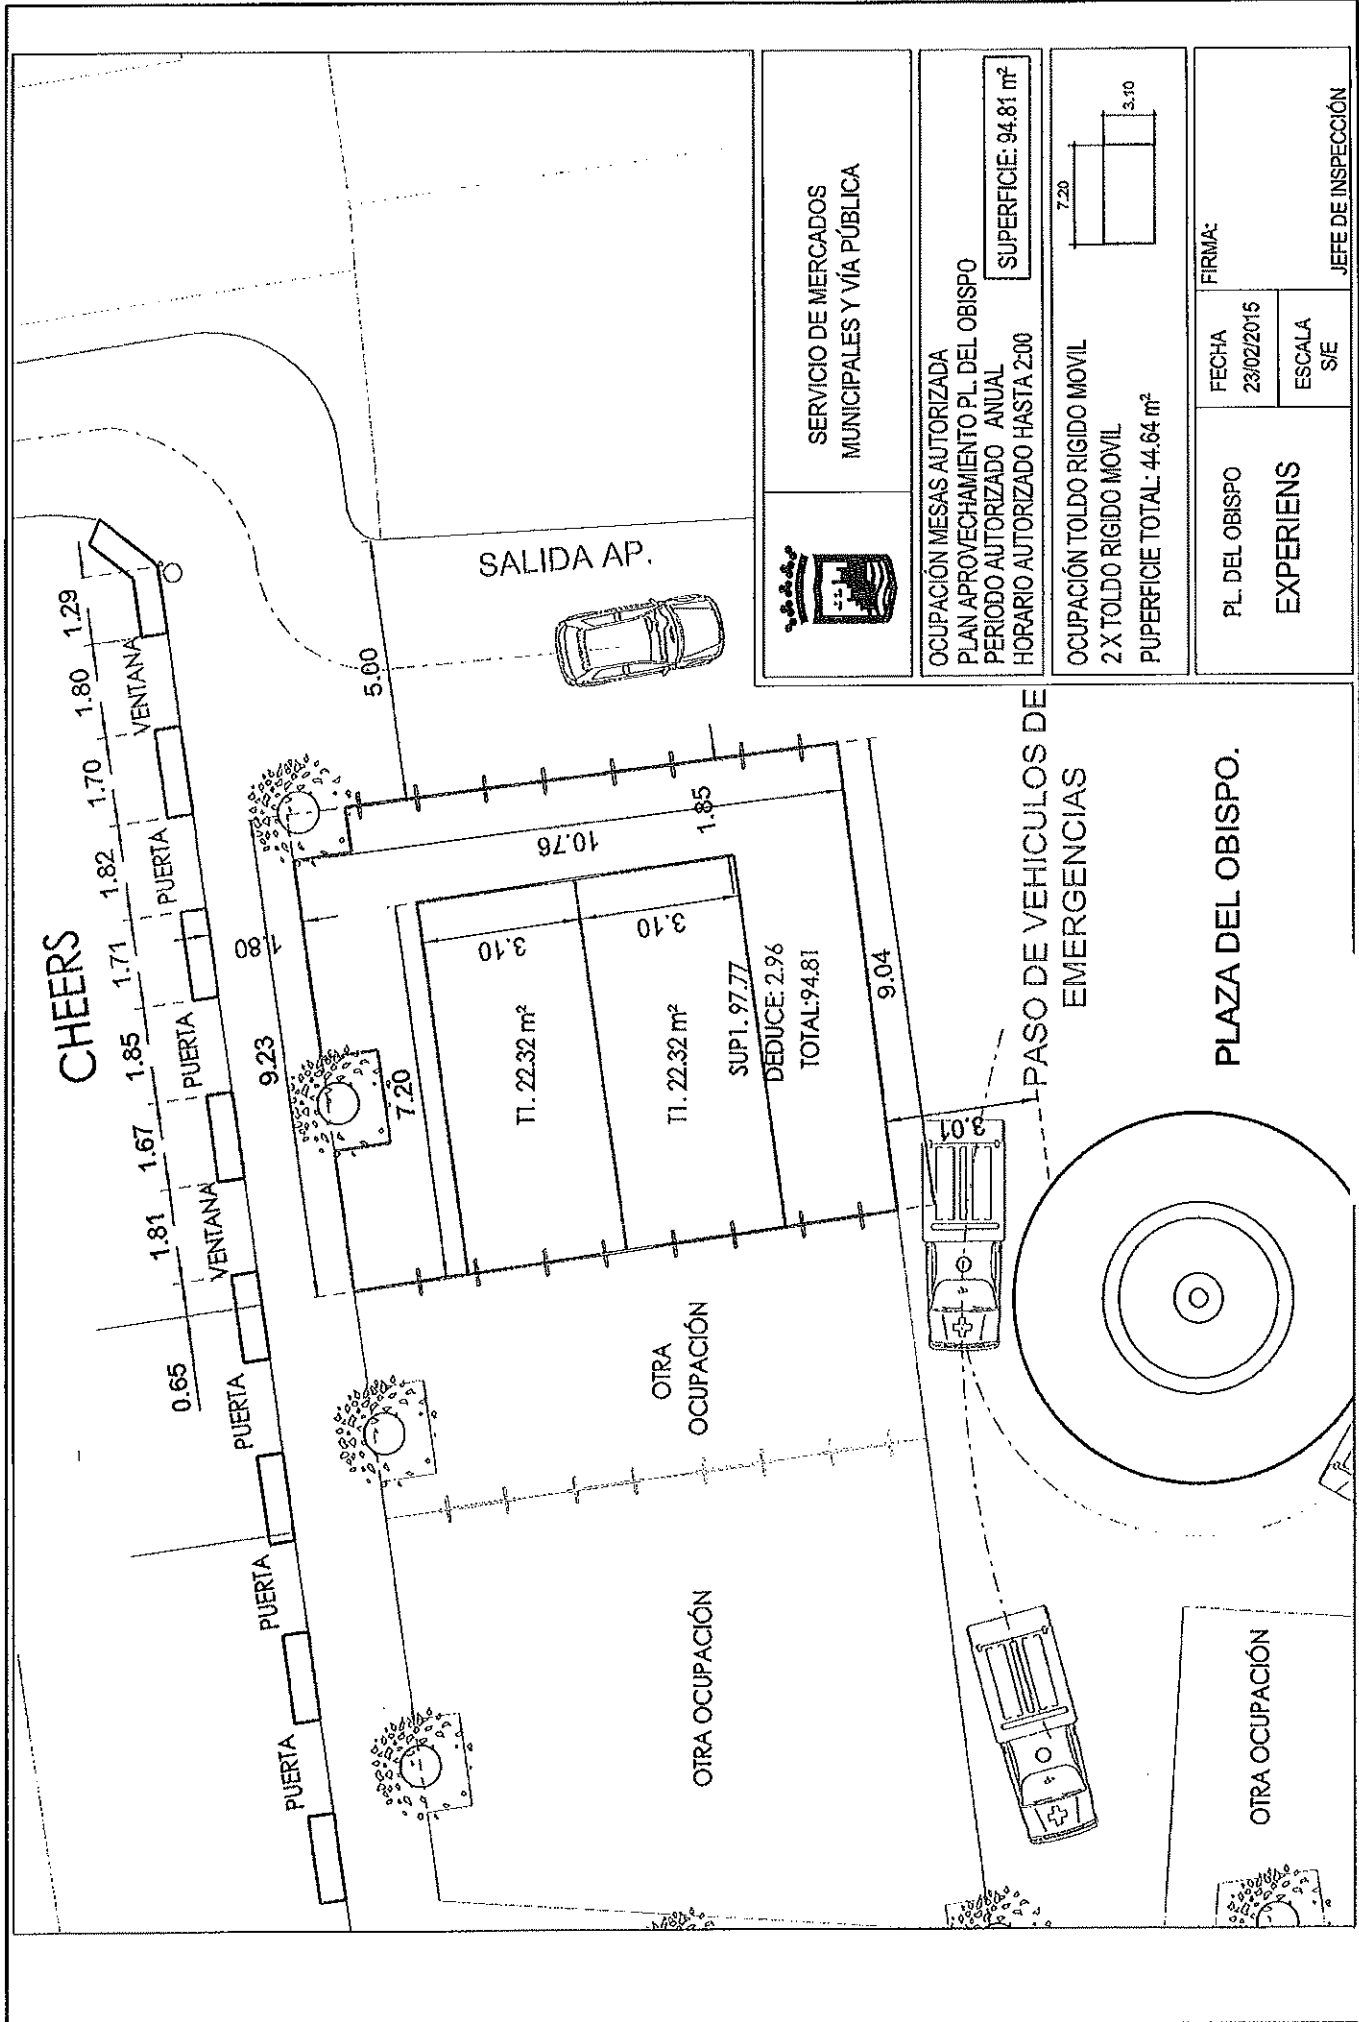 CHEERS
0.65
1.81
1.67
1.85
1.71
1.82
1.70
1.80
1.29
PUERTA
PUERTA
PUERTA
VENTANA
PUERTA
PUERTA
VENTANA
9.23
1.80
5.00
SALIDA AP.
7.20
3.10
3.10
10.76
1.85
T1. 22.32 m²
T1. 22.32 m²
SUP1. 97.77
DEDUCE: 2.96
TOTAL:94.81
9.04
3.01
OTRA
OCUPACIÓN
OTRA OCUPACIÓN
OTRA OCUPACIÓN
PASO DE VEHICULOS DE
EMERGENCIAS
PLAZA DEL OBISPO.
SERVICIO DE MERCADOS
MUNICIPALES Y VÍA PÚBLICA
OCUPACIÓN MESAS AUTORIZADA
PLAN APROVECHAMIENTO PL. DEL OBISPO
PERIODO AUTORIZADO ANUAL
HORARIO AUTORIZADO HASTA 2:00
SUPERFICIE: 94.81 m²
OCUPACIÓN TOLDO RIGIDO MOVIL
2 X TOLDO RIGIDO MOVIL
PUPERFICIE TOTAL: 44.64 m²
7.20
3.10
PL. DEL OBISPO
EXPERIENS
FECHA
23/02/2015
ESCALA
S/E
FIRMA:
JEFE DE INSPECCIÓN